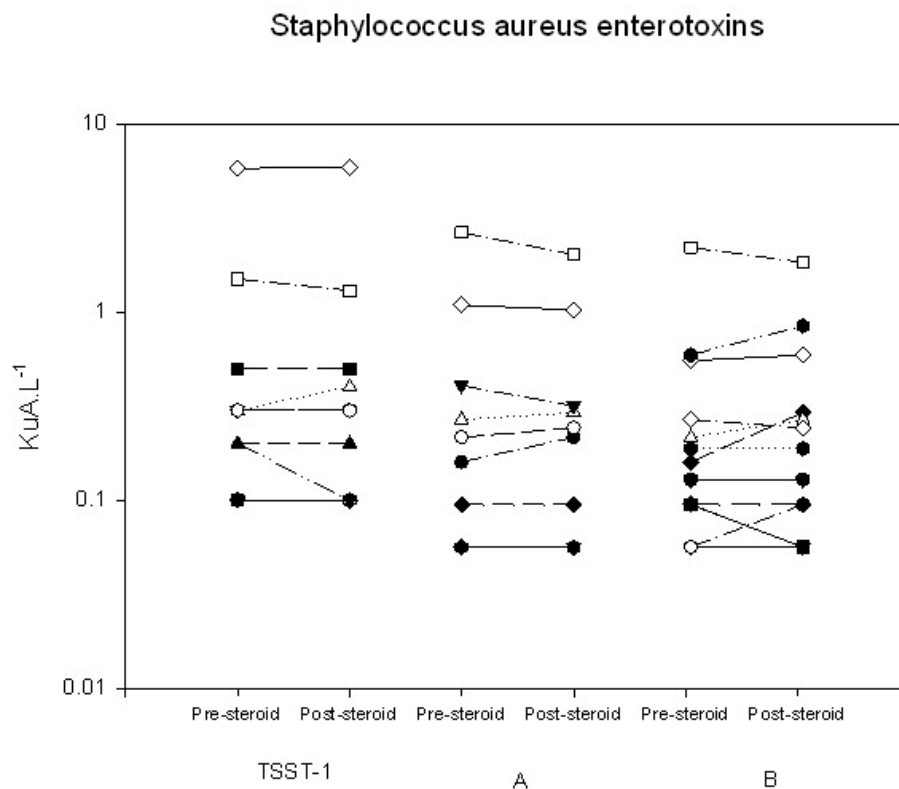 Staphylococcus aureus enterotoxins
10
1
0.1
0.01
KuA.L-1
Pre-steroid Post-steroid Pre-steroid Post-steroid Pre-steroid Post-steroid
TSST-1 A B